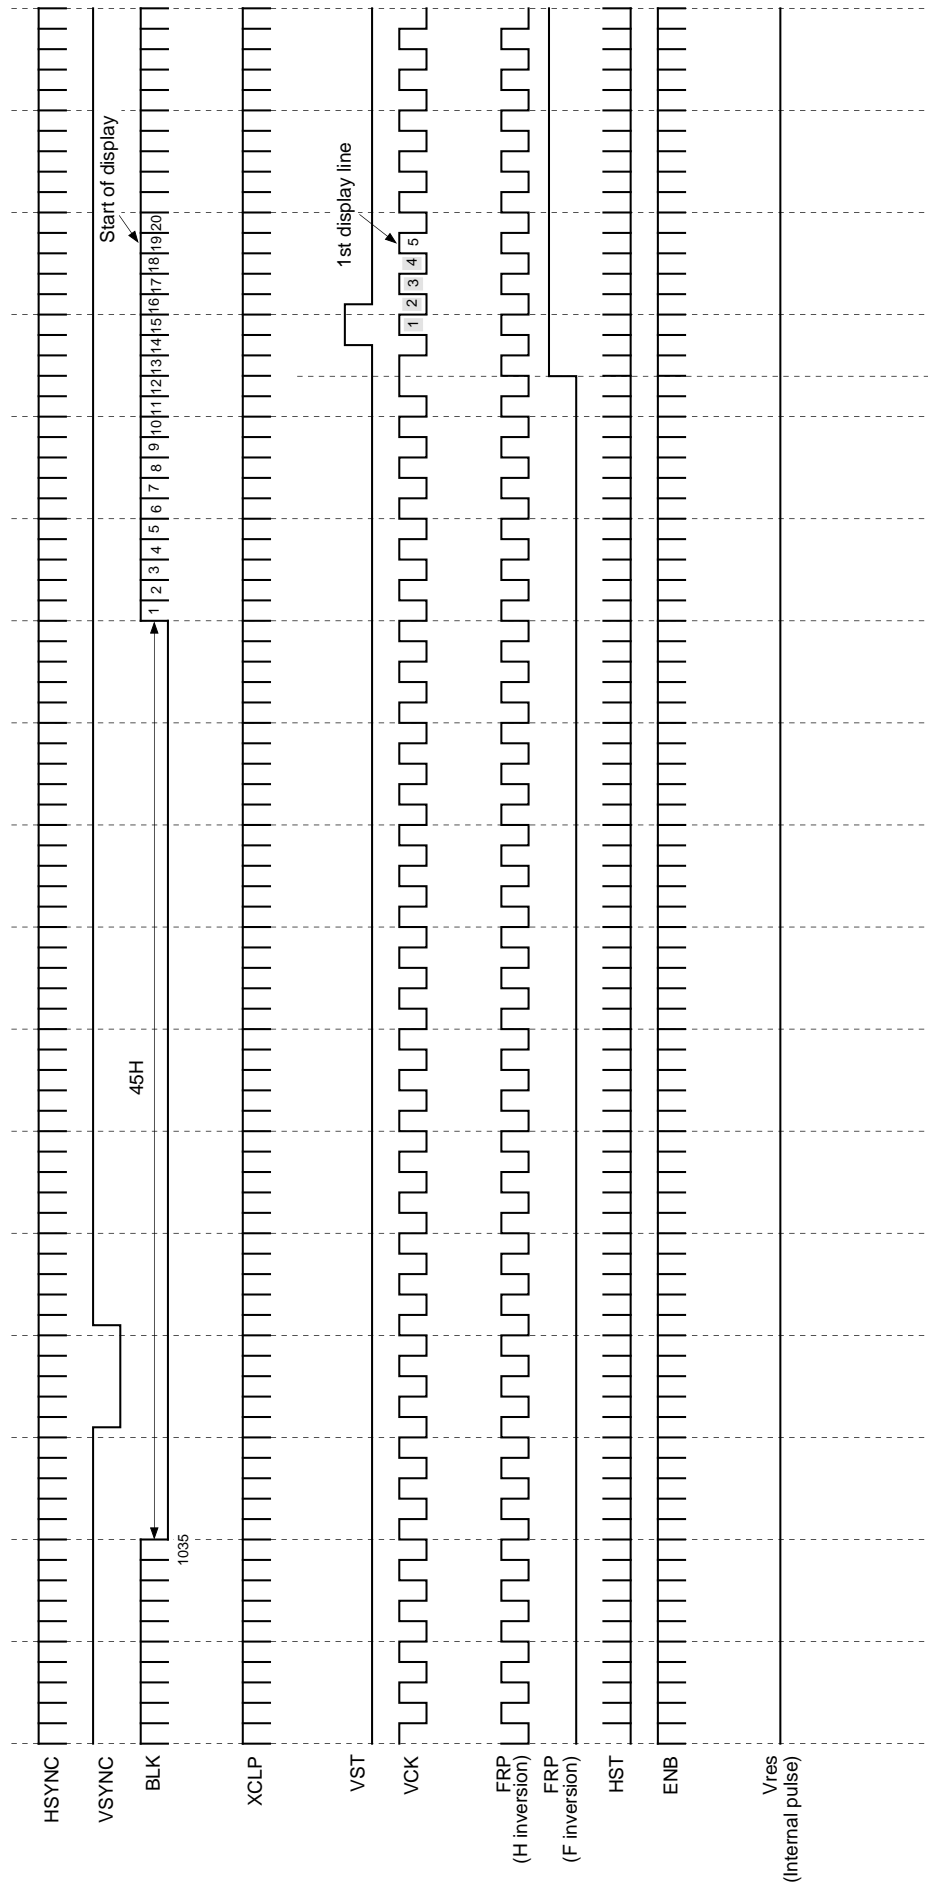 HSYNC
VSYNC
BLK
1035
45H
1 2 3 4 5 6 7 8 9 10 11 12 13 14 15 16 17 18 19 20
Start of display
XCLP
VST
1st display line
VCK
1 2 3 4 5
FRP
(H inversion)
FRP
(F inversion)
HST
ENB
Vres
(Internal pulse)